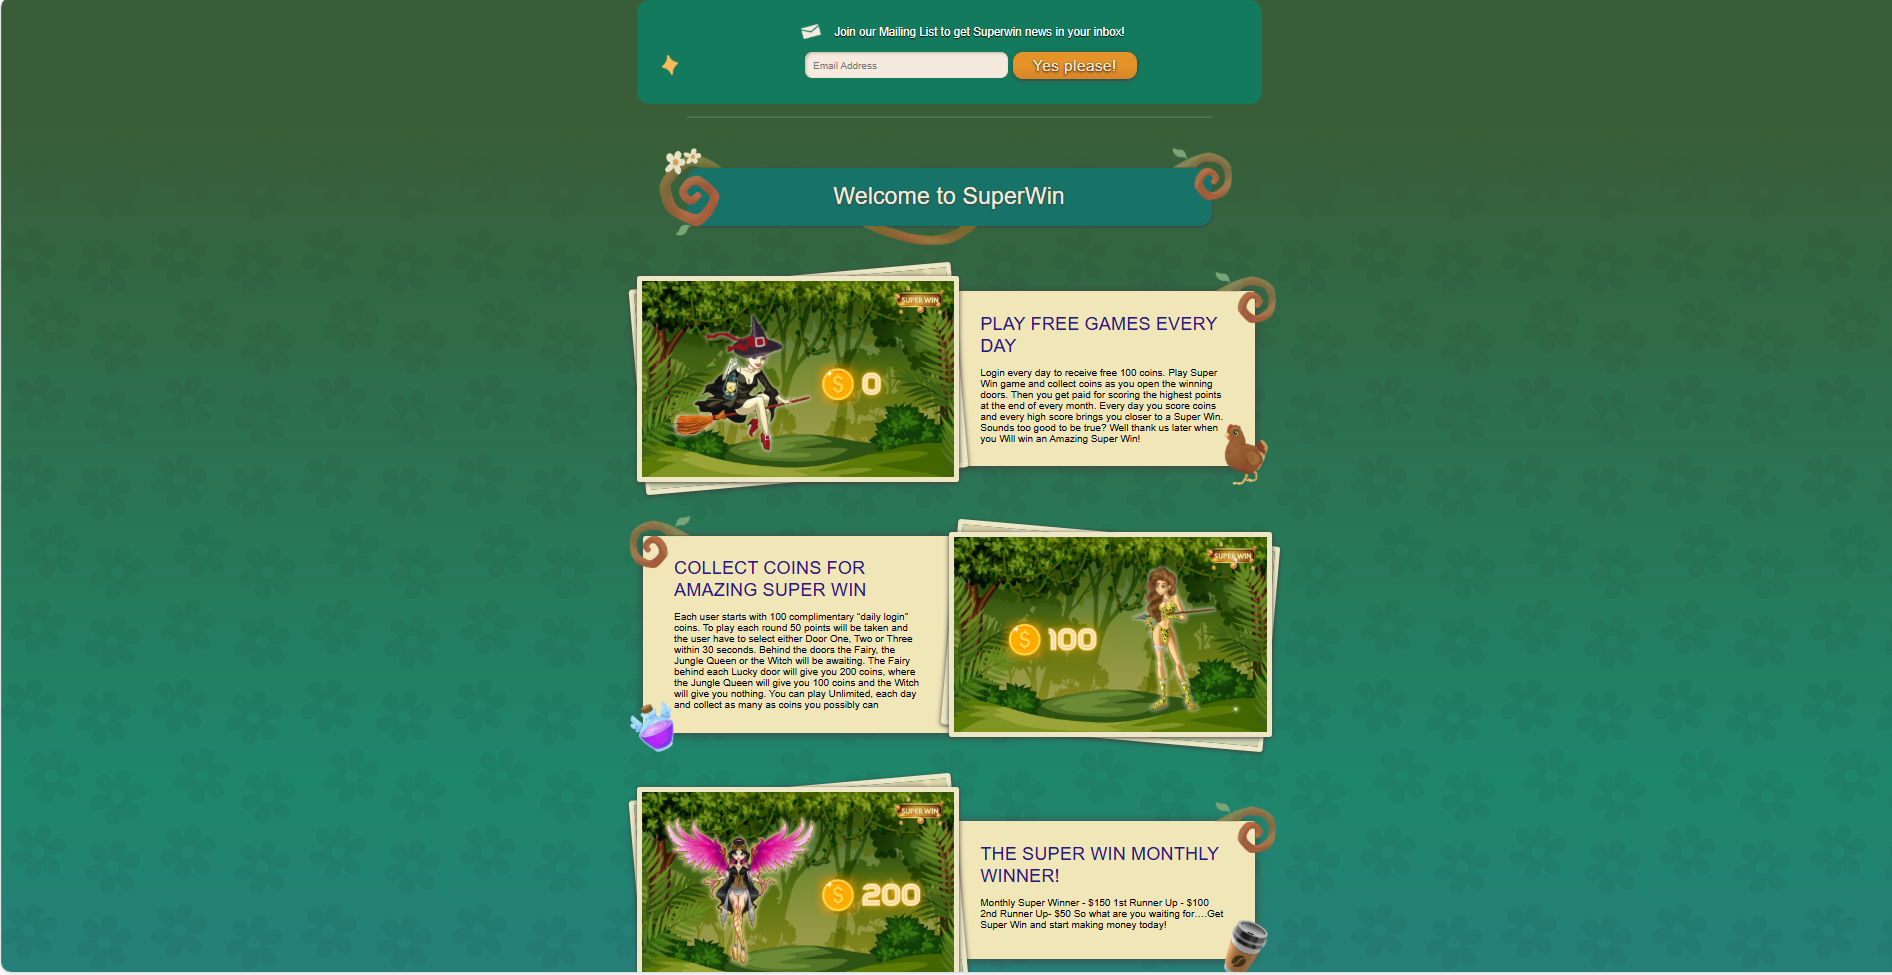 Join our Mailing List to get Superwin news in your inbox!
Email Address
Yes please!
Welcome to SuperWin
SUPER WIN
0
PLAY FREE GAMES EVERY
DAY
Login every day to receive free 100 coins. Play Super
Win game and collect coins as you open the winning
doors. Then you get paid for scoring the highest points
at the end of every month. Every day you score coins
and every high score brings you closer to a Super Win.
Sounds too good to be true? Well thank us later when
you Will win an Amazing Super Win!
COLLECT COINS FOR
AMAZING SUPER WIN
Each user starts with 100 complimentary “daily login”
coins. To play each round 50 points will be taken and
the user have to select either Door One, Two or Three
within 30 seconds. Behind the doors the Fairy, the
Jungle Queen or the Witch will be awaiting. The Fairy
behind each Lucky door will give you 200 coins, where
the Jungle Queen will give you 100 coins and the Witch
will give you nothing. You can play Unlimited, each day
and collect as many as coins you possibly can
SUPER WIN
100
SUPER WIN
200
THE SUPER WIN MONTHLY
WINNER!
Monthly Super Winner - $150 1st Runner Up - $100
2nd Runner Up- $50 So what are you waiting for….Get
Super Win and start making money today!